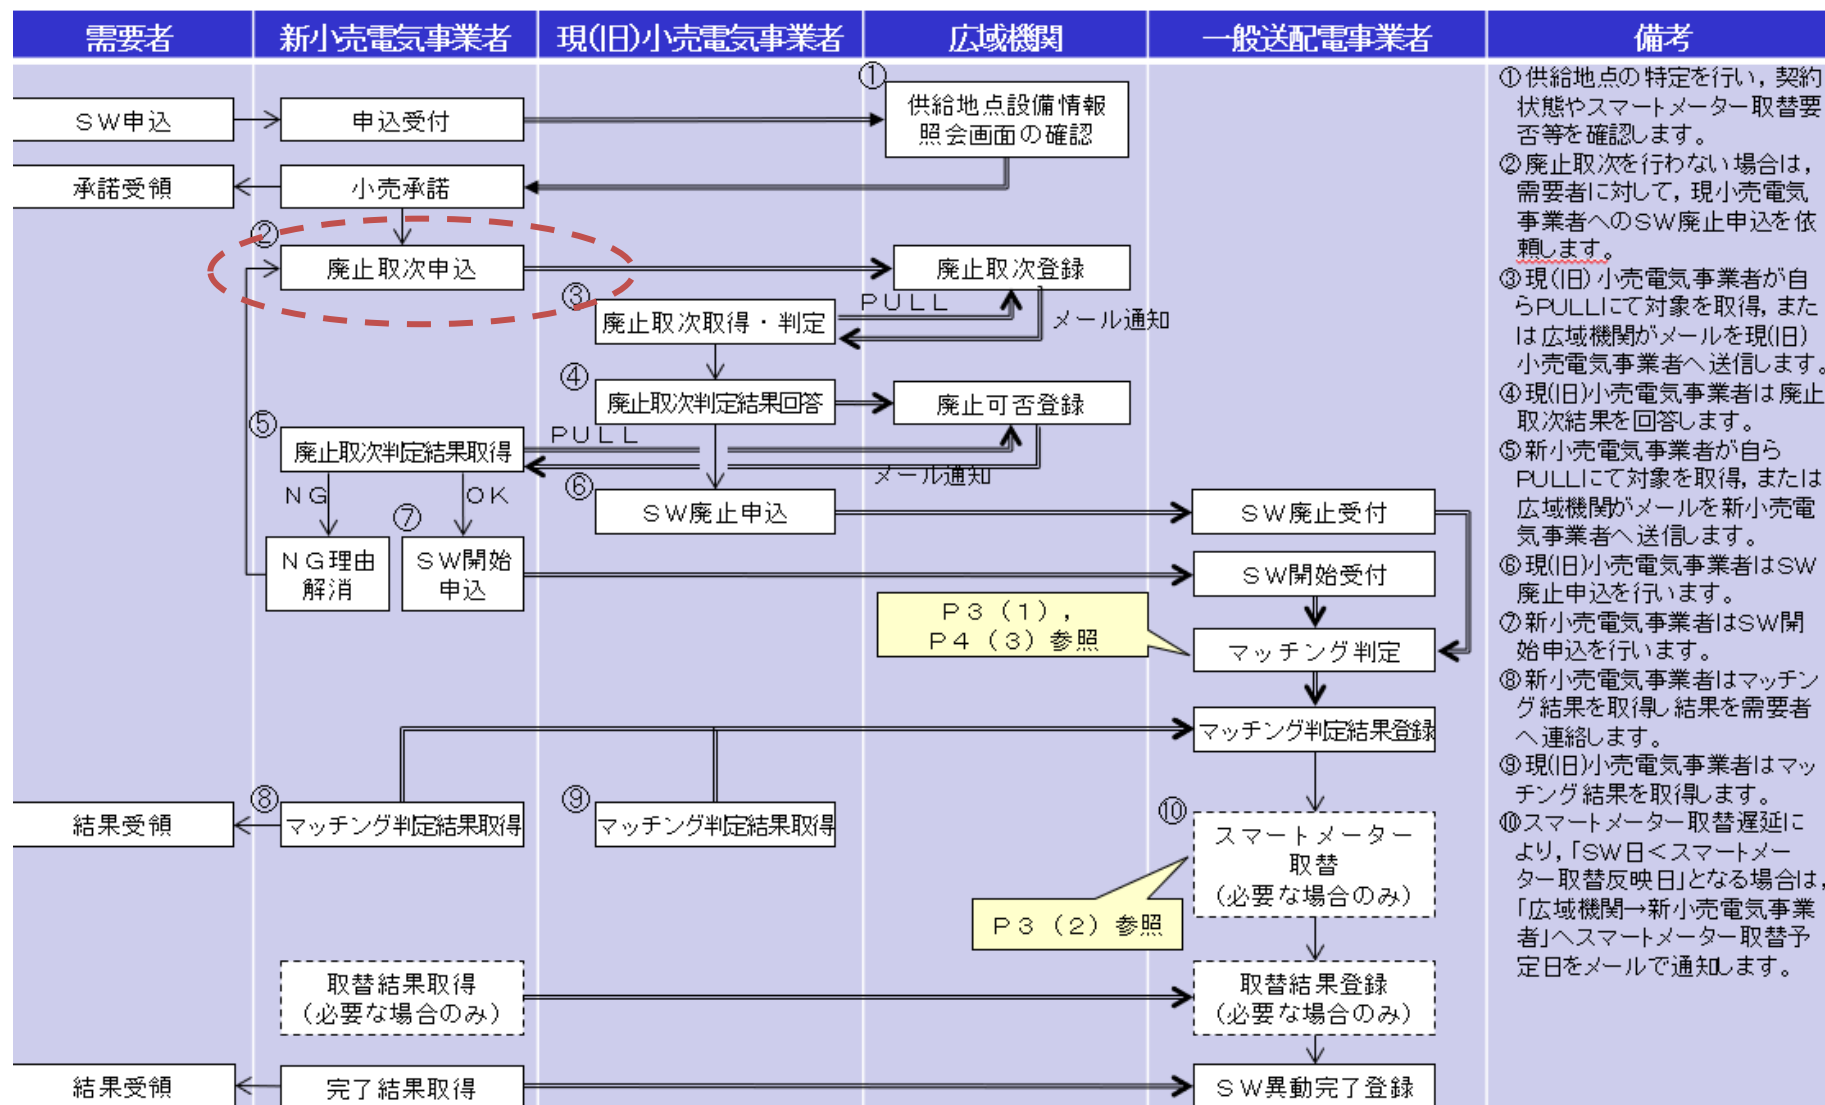 需要者
新小売電気事業者
現(旧)小売電気事業者
広域機関
一般送配電事業者
備考
SW申込
申込受付
①
供給地点設備情報
照会画面の確認
承諾受領
小売承諾
②
廃止取次申込
廃止取次登録
③
廃止取次取得・判定
PULL
メール通知
④
廃止取次判定結果回答
廃止可否登録
⑤
廃止取次判定結果取得
PULL
メール通知
NG
OK
⑥
SW廃止申込
SW廃止受付
⑦
NG理由
解消
SW開始
申込
SW開始受付
P3(1),
P4(3)参照
マッチング判定
マッチング判定結果登録
結果受領
⑧
マッチング判定結果取得
⑨
マッチング判定結果取得
⑩
スマートメーター
取替
(必要な場合のみ)
P3(2)参照
取替結果取得
(必要な場合のみ)
取替結果登録
(必要な場合のみ)
結果受領
完了結果取得
SW異動完了登録
①供給地点の特定を行い,契約
状態やスマートメーター取替要
否等を確認します。
②廃止取次を行わない場合は,
需要者に対して,現小売電気
事業者へのSW廃止申込を依
頼します。
③現(旧)小売電気事業者が自
らPULLにて対象を取得,また
は広域機関がメールを現(旧)
小売電気事業者へ送信します。
④現(旧)小売電気事業者は廃止
取次結果を回答します。
⑤新小売電気事業者が自ら
PULLにて対象を取得,または
広域機関がメールを新小売電
気事業者へ送信します。
⑥現(旧)小売電気事業者はSW
廃止申込を行います。
⑦新小売電気事業者はSW開
始申込を行います。
⑧新小売電気事業者はマッチン
グ結果を取得し結果を需要者
へ連絡します。
⑨現(旧)小売電気事業者はマッ
チング結果を取得します。
⑩スマートメーター取替遅延に
より,「SW日<スマートメー
ター取替反映日」となる場合は,
「広域機関→新小売電気事業
者」へスマートメーター取替予
定日をメールで通知します。